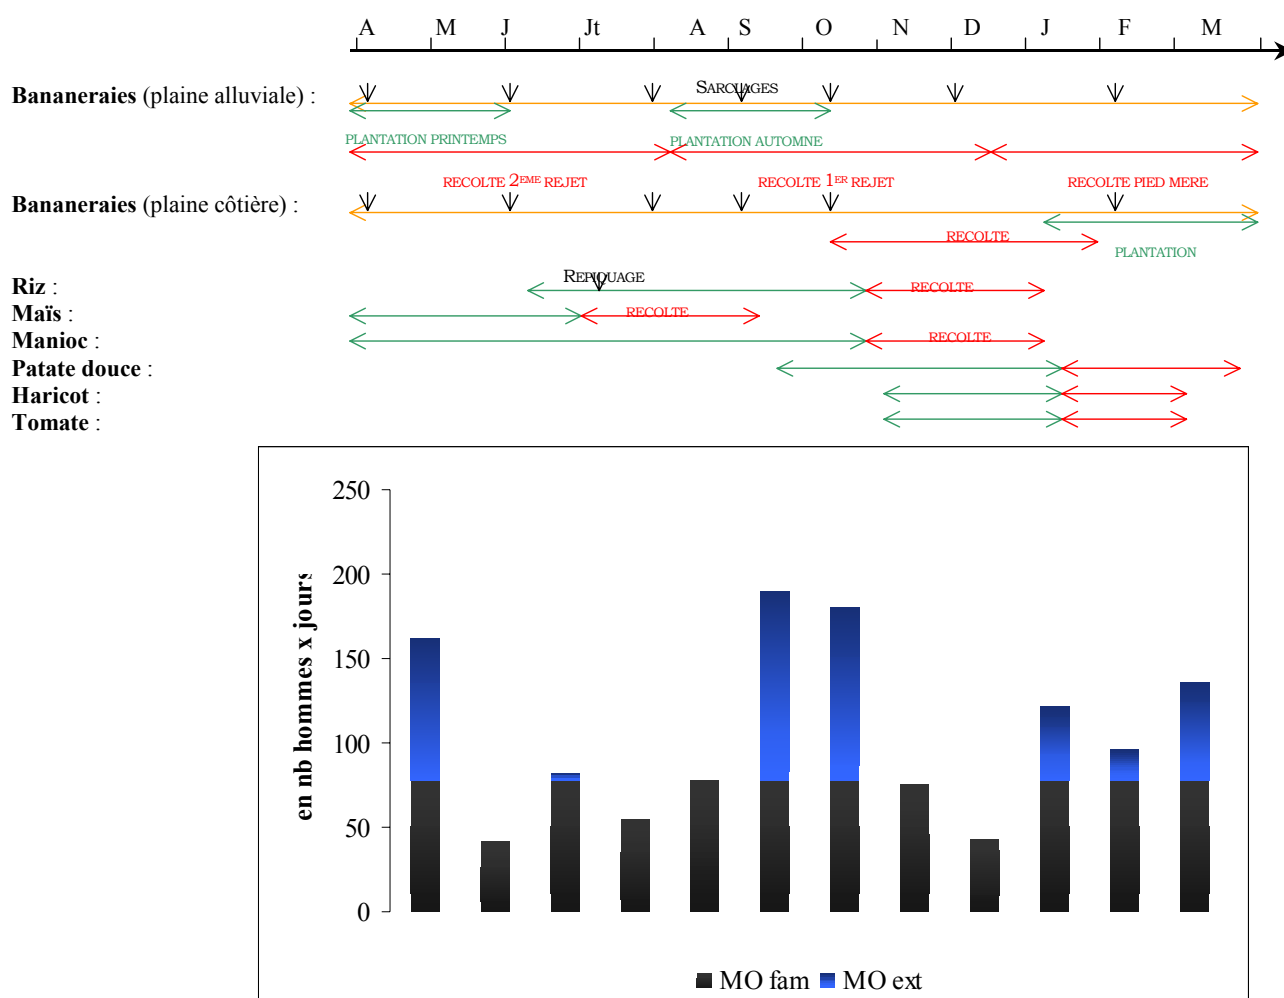 A M J Jt A S O N D J F M
Bananeraies (plaine alluviale) :
SARCLAGES
PLANTATION PRINTEMPS
PLANTATION AUTOMNE
RECOLTE 2EME REJET
RECOLTE 1ER REJET
RECOLTE PIED MERE
Bananeraies (plaine côtière) :
RECOLTE
PLANTATION
Riz :
REPIQUAGE
RECOLTE
Maïs :
RECOLTE
Manioc :
RECOLTE
Patate douce :
Haricot :
Tomate :
en nb hommes x jours
250
200
150
100
50
0
MO fam MO ext